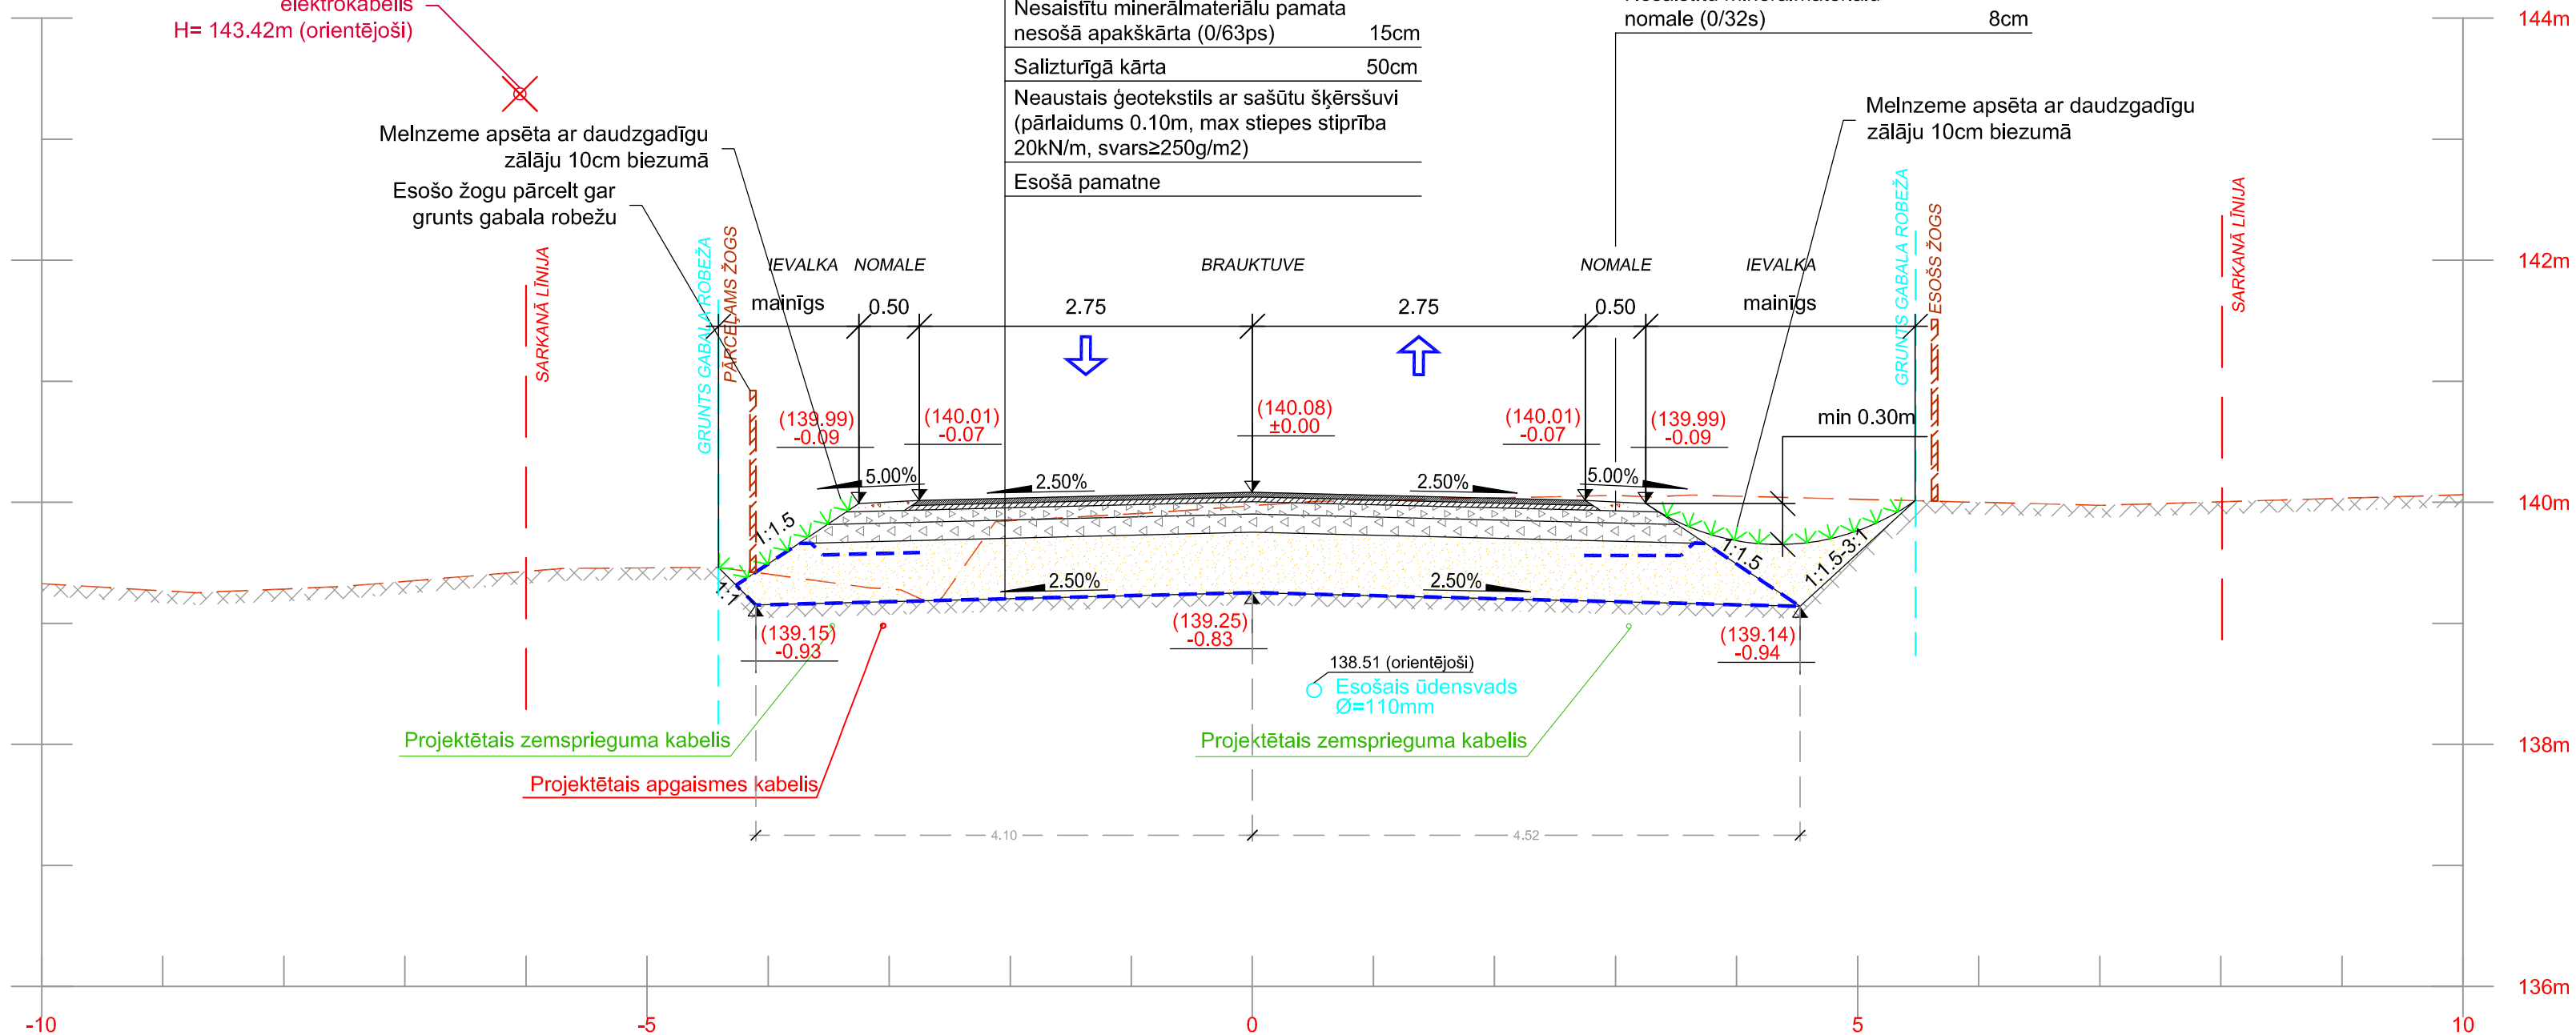 elektrokabelis
H= 143.42m (orientējoši)
Nesaistītu minerālmateriālu pamata
nesošā apakškārta (0/63ps) 15cm
Salizturīgā kārta 50cm
Neaustais ģeotekstils ar sašūtu šķērsšuvi
(pārlaidums 0.10m, max stiepes stiprība
20kN/m, svars≥250g/m2)
Esošā pamatne
nomale (0/32s) 8cm
144m
Melnzeme apsēta ar daudzgadīgu
zālāju 10cm biezumā
Esošo žogu pārcelt gar
grunts gabala robežu
Melnzeme apsēta ar daudzgadīgu
zālāju 10cm biezumā
SARKANĀ LĪNIJA
GRUNTS GABALA ROBEŽA
PĀRCEĻAMS ŽOGS
IEVALKA NOMALE BRAUKTUVE NOMALE IEVALKA
GRUNTS GABALA ROBEŽA
ESOŠS ŽOGS
SARKANĀ LĪNIJA
142m
mainīgs 0.50 2.75 2.75 0.50 mainīgs
(139.99)
-0.09
(140.01)
-0.07
(140.08)
±0.00
(140.01)
-0.07
(139.99)
-0.09
min 0.30m
5.00% 2.50% 2.50% 5.00%
140m
1:1.5
1:1
1:1.5
1:1.5-3:1
2.50% 2.50%
(139.15)
-0.93
(139.25)
-0.83
(139.14)
-0.94
138.51 (orientējoši)
Esošais ūdensvads
Ø=110mm
Projektētais zemsprieguma kabelis
Projektētais zemsprieguma kabelis
138m
Projektētais apgaismes kabelis
4.10 4.52
136m
-10 -5 0 5 10